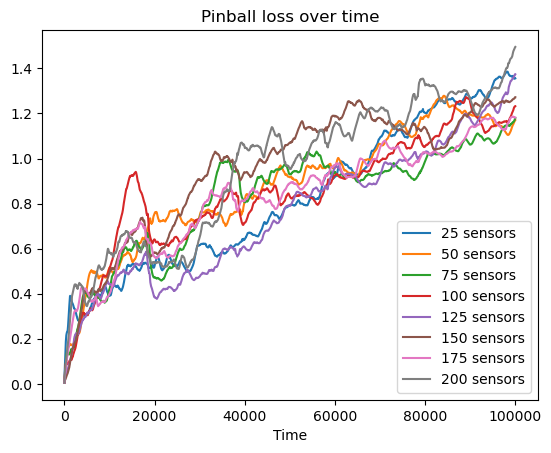 Pinball loss over time
1.4
1.2
1.0
0.8
0.6
0.4
0.2
0.0
25 sensors
50 sensors
75 sensors
100 sensors
125 sensors
150 sensors
175 sensors
200 sensors
0 20000 40000 60000 80000 100000
Time